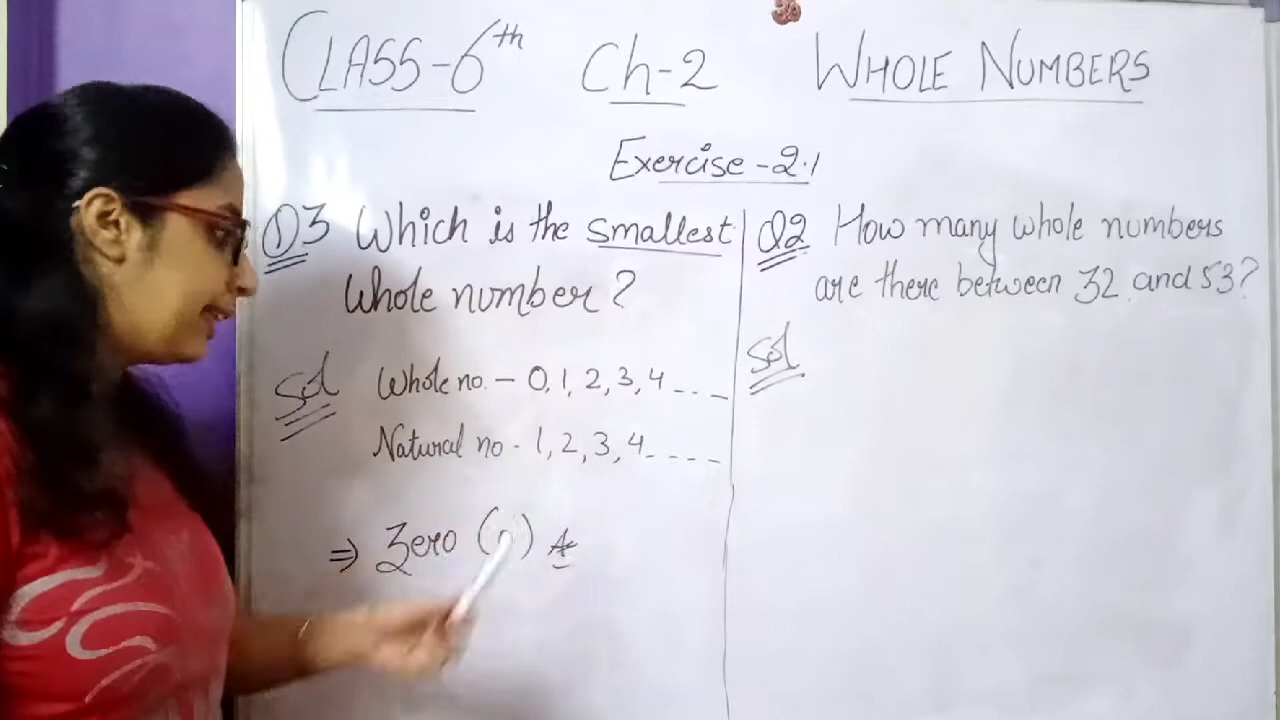 CLASS-6th Ch-2 WHOLE NUMBERS
Exercise-2.1
Q3 Which is the smallest
whole number?
Sol Whole no. - 0, 1, 2, 3, 4 - - -
Natural no - 1, 2, 3, 4 - - - -
⇒ Zero (0)
Q2 How many whole numbers
are there between 32 and 53?
Sol